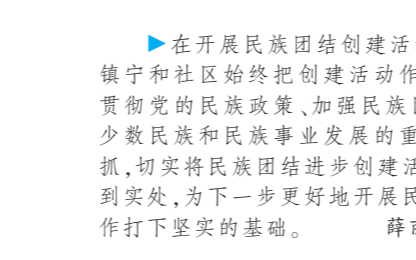 ▶在开展民族团结创建活
镇宁和社区始终把创建活动作
贯彻党的民族政策、加强民族
少数民族和民族事业发展的重
抓,切实将民族团结进步创建活
到实处,为下一步更好地开展民
作打下坚实的基础。 薛